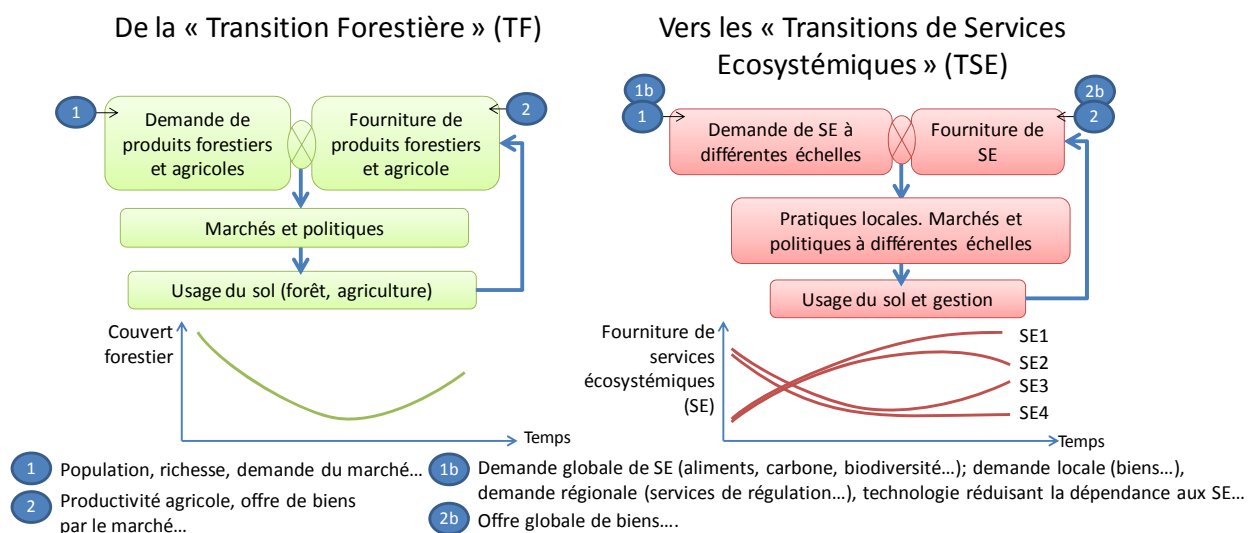 De la « Transition Forestière » (TF)
Vers les « Transitions de Services
Ecosystémiques » (TSE)
1
Demande de
produits forestiers
et agricoles
Fourniture de
produits forestiers
et agricole
2
Marchés et politiques
Usage du sol (forêt, agriculture)
1b
1
Demande de SE à
différentes échelles
Fourniture de
SE
2b
2
Pratiques locales. Marchés et
politiques à différentes échelles
Usage du sol et gestion
Couvert
forestier
Temps
Fourniture de
services
écosystémiques
(SE)
SE1
SE2
SE3
SE4
Temps
1
Population, richesse, demande du marché…
2
Productivité agricole, offre de biens
par le marché…
1b
Demande globale de SE (aliments, carbone, biodiversité…); demande locale (biens…),
demande régionale (services de régulation…), technologie réduisant la dépendance aux SE…
2b
Offre globale de biens….